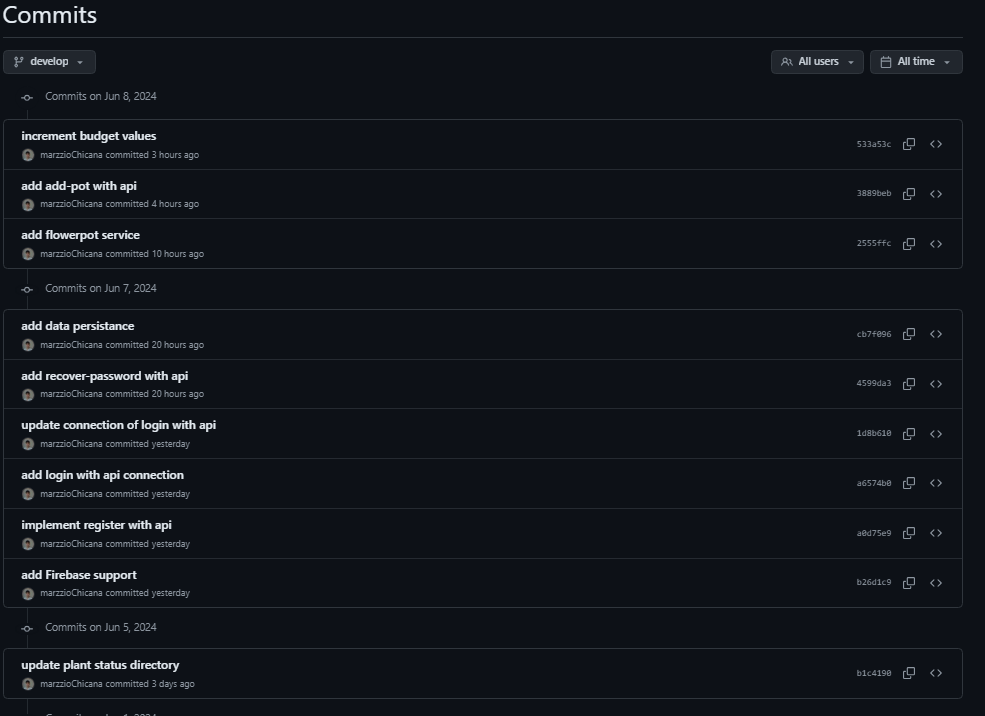 Commits
develop
All users
All time
Commits on Jun 8, 2024
increment budget values
marzzioChicana committed 3 hours ago
533a53c
add add-pot with api
marzzioChicana committed 4 hours ago
3889beb
add flowerpot service
marzzioChicana committed 10 hours ago
2555ffc
Commits on Jun 7, 2024
add data persistance
marzzioChicana committed 20 hours ago
cb7f096
add recover-password with api
marzzioChicana committed 20 hours ago
4599da3
update connection of login with api
marzzioChicana committed yesterday
1d8b610
add login with api connection
marzzioChicana committed yesterday
a6574b0
implement register with api
marzzioChicana committed yesterday
a0d75e9
add Firebase support
marzzioChicana committed yesterday
b26d1c9
Commits on Jun 5, 2024
update plant status directory
marzzioChicana committed 3 days ago
b1c4190